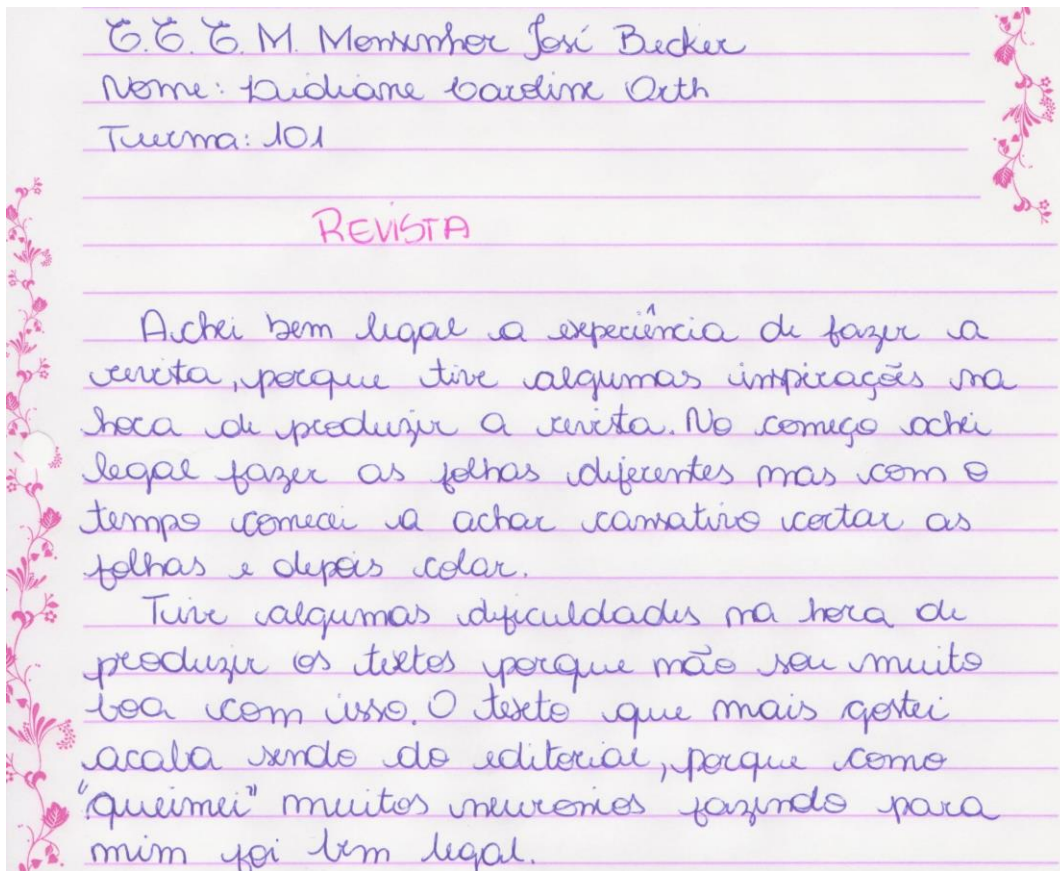 E.E.E.M. Monsenhor José Becker
Nome: Lidiane Caroline Orth
Turma: 101
REVISTA
Achei bem legal a experiência de fazer a
revista, porque tive algumas inspirações na
hora de produzir a revista. No começo achei
legal fazer as folhas diferentes mas com o
tempo comecei a achar cansativo cortar as
folhas e depois colar.
Tive algumas dificuldades na hora de
produzir os textos porque não sou muito
boa com isso. O texto que mais gostei
acaba sendo do editorial, porque como
"queimei" muitos neuronios fazendo para
mim foi bem legal.